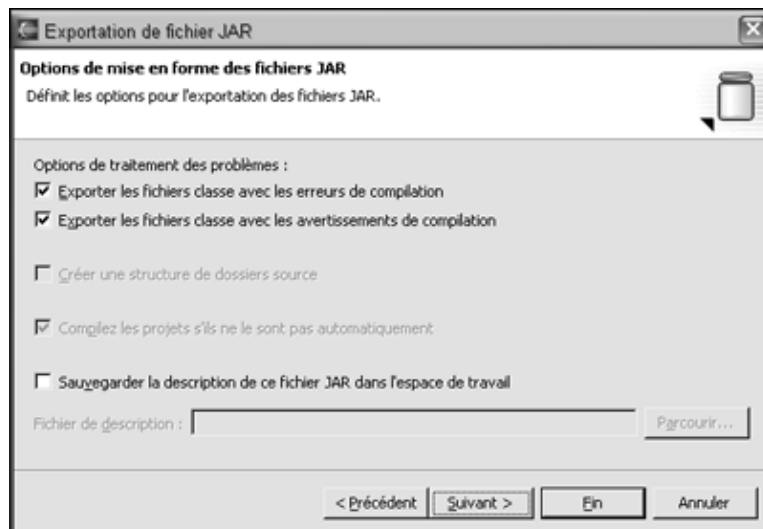 Exportation de fichier JAR
Options de mise en forme des fichiers JAR
Définit les options pour l'exportation des fichiers JAR.
Options de traitement des problèmes :
Exporter les fichiers classe avec les erreurs de compilation
Exporter les fichiers classe avec les avertissements de compilation
Créer une structure de dossiers source
Compilez les projets s'ils ne le sont pas automatiquement
Sauvegarder la description de ce fichier JAR dans l'espace de travail
Fichier de description : Parcourir...
< Précédent Suivant > Fin Annuler